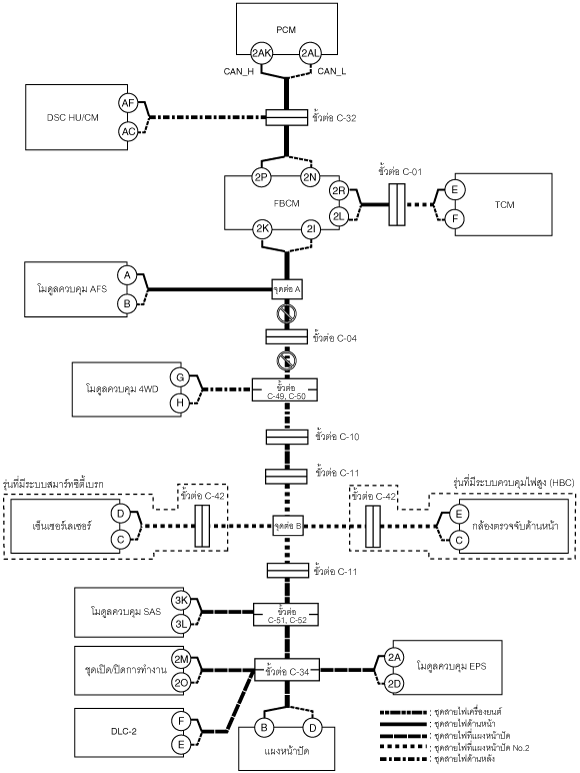 PCM
2AK
2AL
CAN_H
CAN_L
AF
DSC HU/CM
AC
ขั้วต่อ C-32
2P
2N
ขั้วต่อ C-01
2R
E
FBCM
TCM
2L
F
2K
2I
A
โมดูลควบคุม AFS
ชุดต่อ A
B
ขั้วต่อ C-04
G
โมดูลควบคุม 4WD
ขั้วต่อ
C-49, C-50
H
ขั้วต่อ C-10
ขั้วต่อ C-11
รุ่นที่มีระบบสมาร์ทซิตี้เบรก
รุ่นที่มีระบบควบคุมไฟสูง (HBC)
ขั้วต่อ C-42
ขั้วต่อ C-42
D
E
เซ็นเซอร์เลเซอร์
ชุดต่อ B
กล้องตรวจจับด้านหน้า
C
C
ขั้วต่อ C-11
3K
โมดูลควบคุม SAS
ขั้วต่อ
C-51, C-52
3L
2M
2A
โมดูลควบคุม EPS
ชุดเปิด/ปิดการทำงาน
ขั้วต่อ C-34
2O
2D
F
DLC-2
E
B
D
แผงหน้าปัด
: ชุดสายไฟเครื่องยนต์
: ชุดสายไฟด้านหน้า
: ชุดสายไฟที่แผงหน้าปัด
: ชุดสายไฟที่แผงหน้าปัด No.2
: ชุดสายไฟด้านหลัง